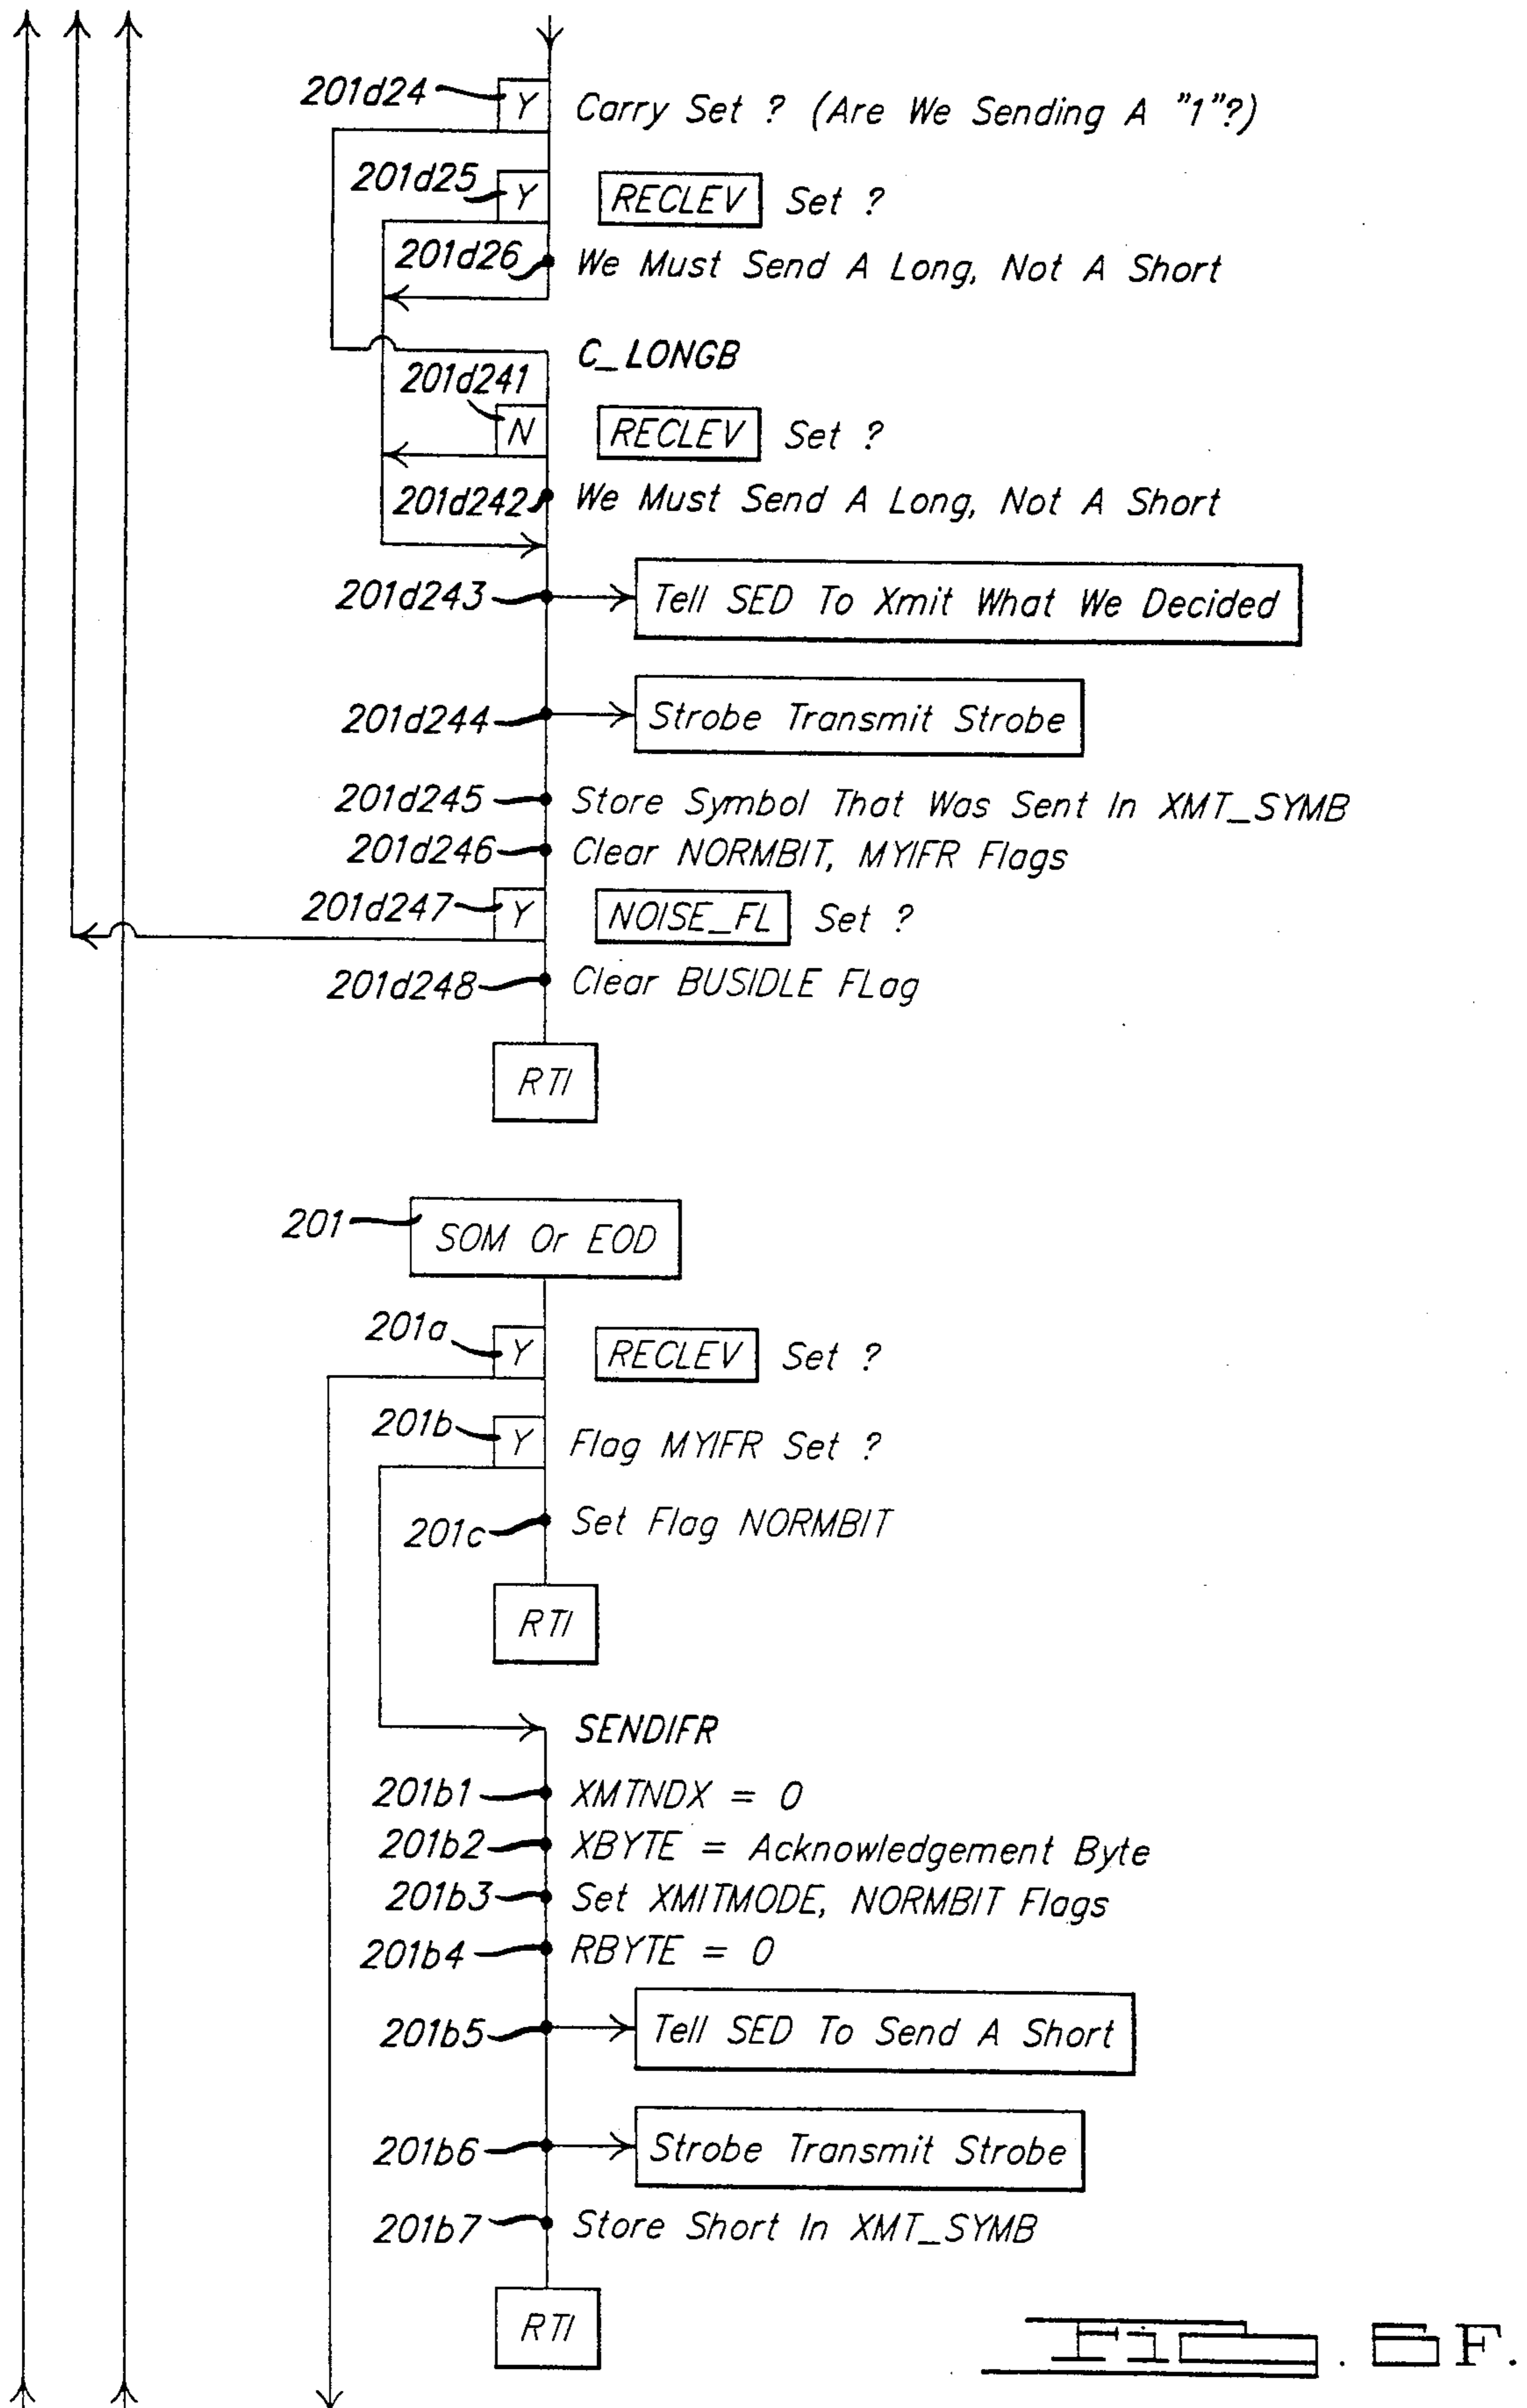 201d24 Y Carry Set ? (Are We Sending A "1"?)
201d25 Y RECLEV Set ?
201d26 We Must Send A Long, Not A Short
C_LONGB
201d241 N RECLEV Set ?
201d242 We Must Send A Long, Not A Short
201d243 Tell SED To Xmit What We Decided
201d244 Strobe Transmit Strobe
201d245 Store Symbol That Was Sent In XMT_SYMB
201d246 Clear NORMBIT, MYIFR Flags
201d247 Y NOISE_FL Set ?
201d248 Clear BUSIDLE FLag
RTI
201 SOM Or EOD
201a Y RECLEV Set ?
201b Y Flag MYIFR Set ?
201c Set Flag NORMBIT
RTI
SENDIFR
201b1 XMTNDX = 0
201b2 XBYTE = Acknowledgement Byte
201b3 Set XMITMODE, NORMBIT Flags
201b4 RBYTE = 0
201b5 Tell SED To Send A Short
201b6 Strobe Transmit Strobe
201b7 Store Short In XMT_SYMB
RTI